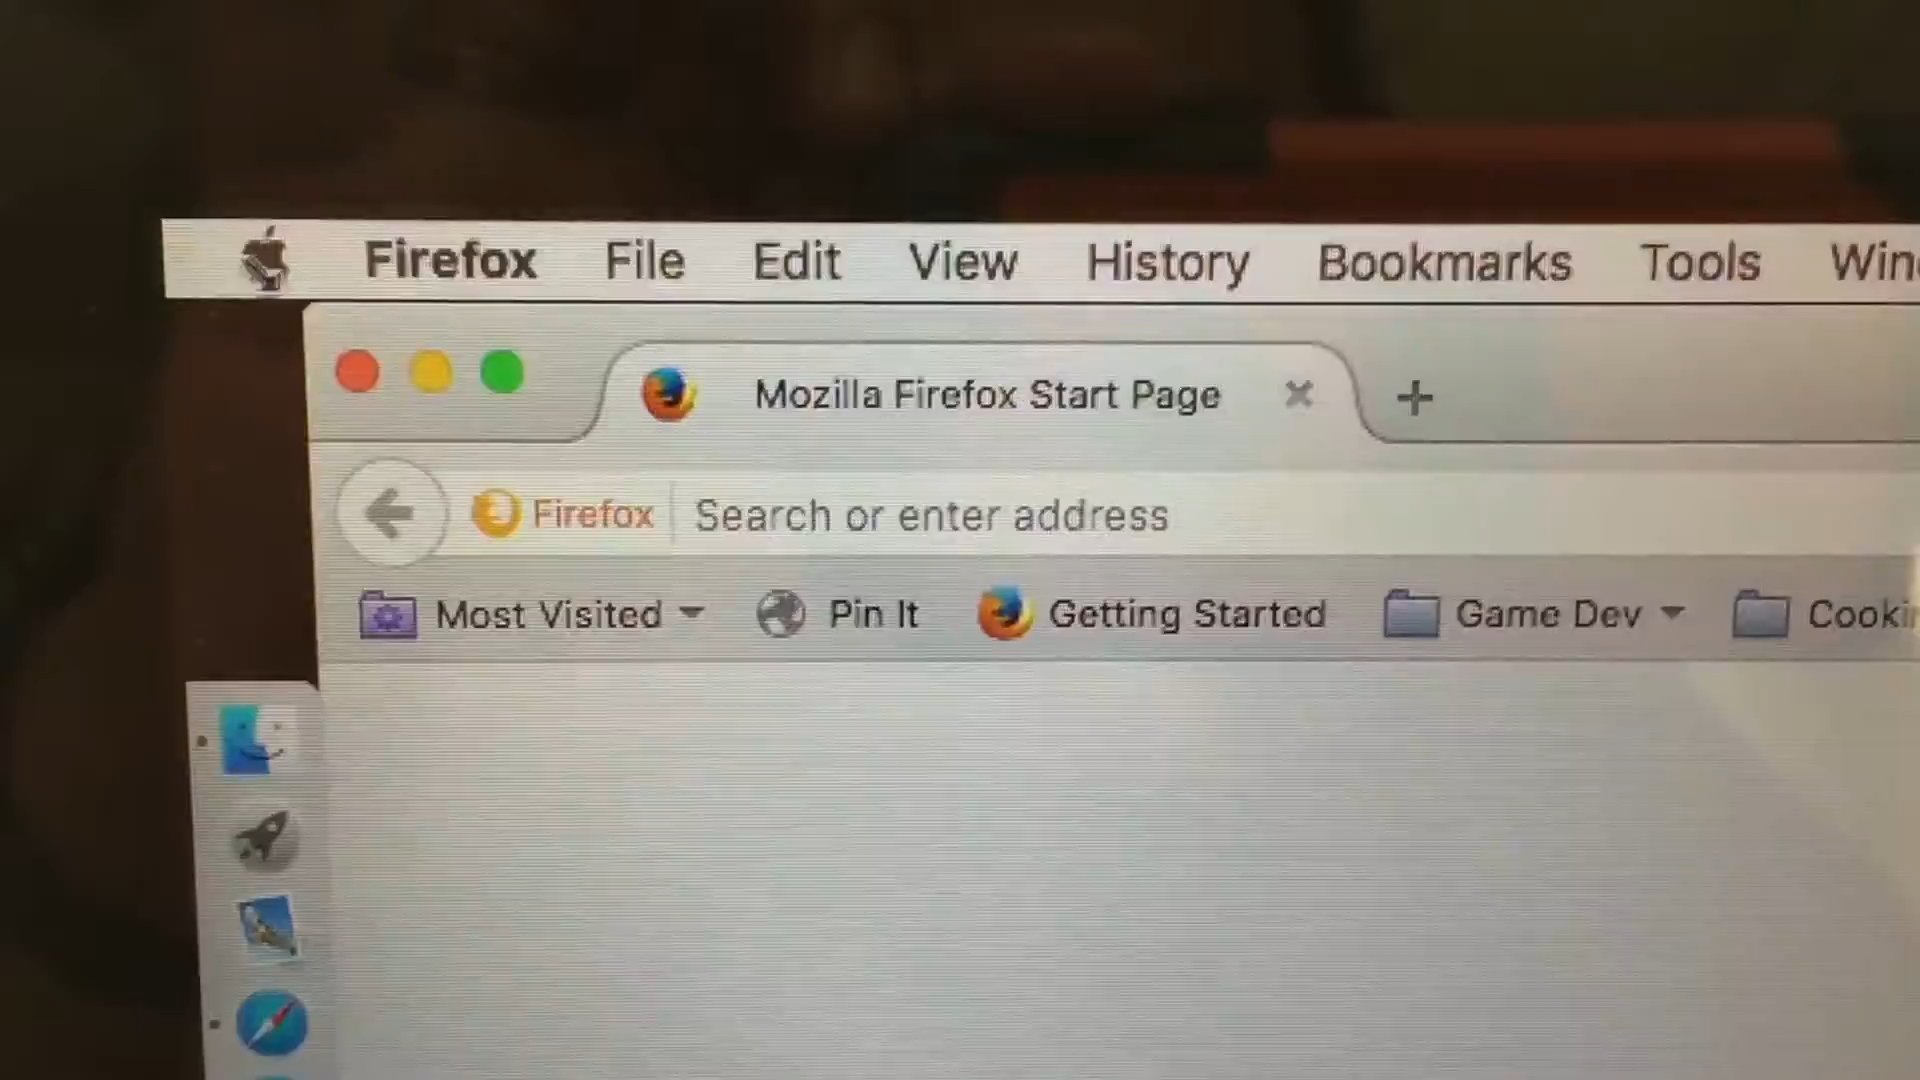 Firefox File Edit View History Bookmarks Tools
Mozilla Firefox Start Page
Firefox Search or enter address
Most Visited Pin It Getting Started Game Dev